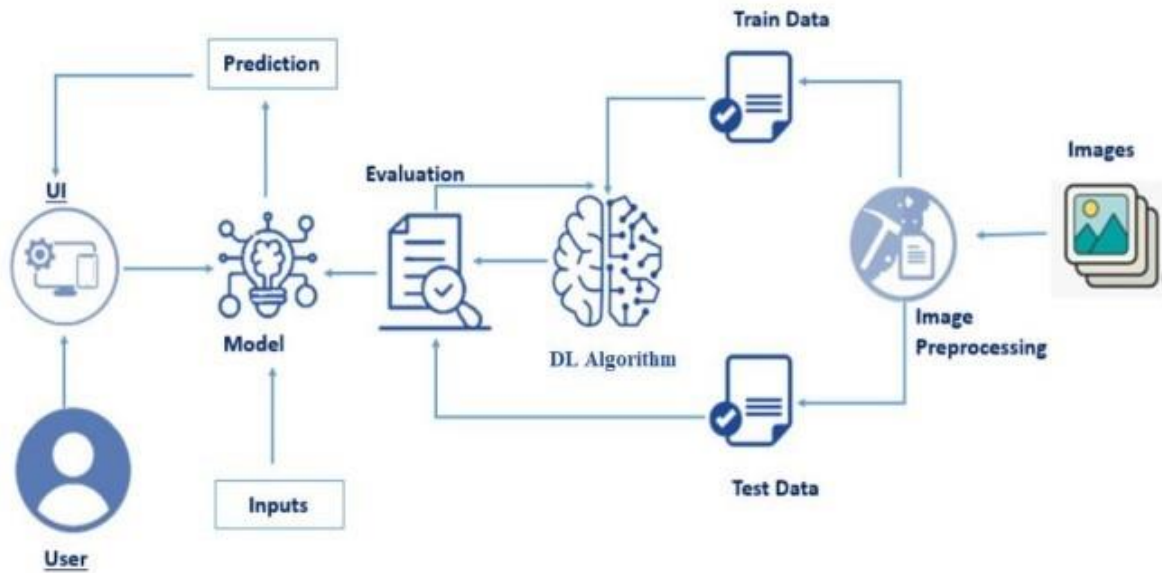 Train Data
Prediction
Images
Evaluation
UI
Image
Preprocessing
Model
DL Algorithm
Test Data
Inputs
User